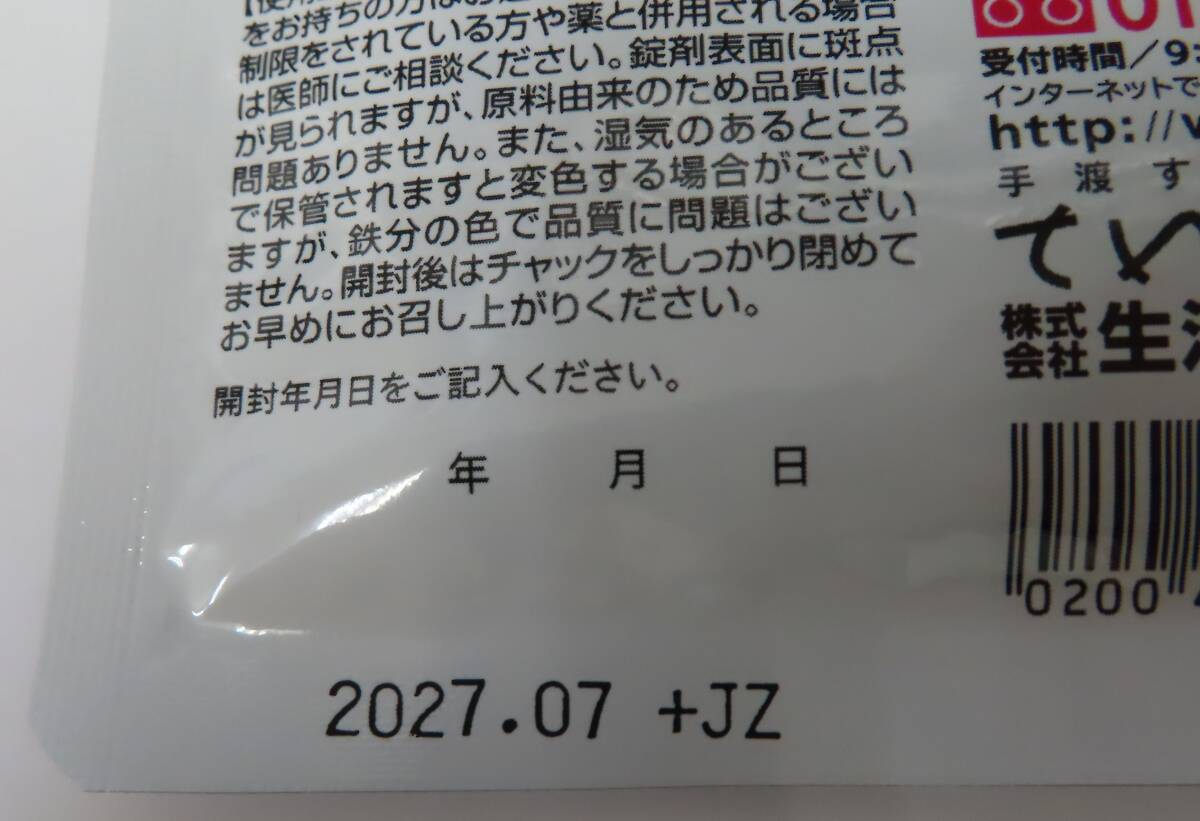 をお持ちの方は
制限をされている方や薬と併用される場合
は医師にご相談ください。錠剤表面に斑点
が見られますが、原料由来のため品質には
問題ありません。また、湿気のあるところ
で保管されますと変色する場合がござい
ますが、鉄分の色で品質に問題はござい
ません。開封後はチャックをしっかり閉めて
お早めにお召し上がりください。
開封年月日をご記入ください。
年 月 日
2027.07 +JZ
01
受付時間/9
インターネットで
http://
手渡す
てい
株式
会社
生活
0200